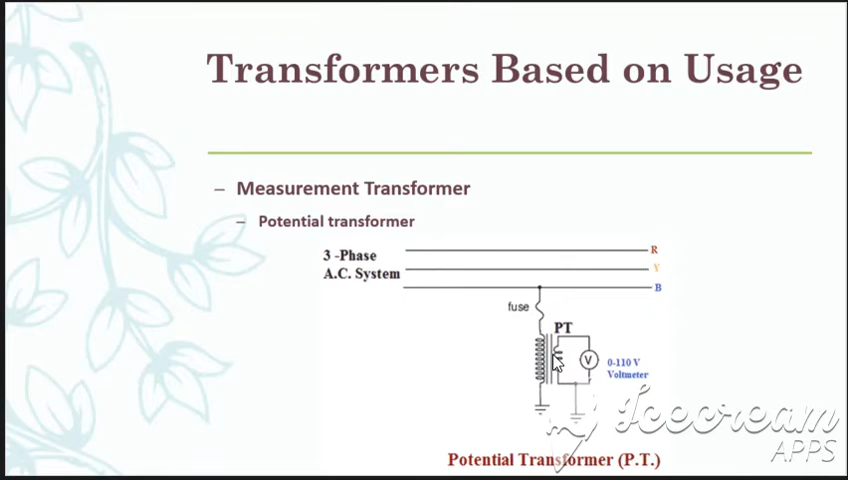 Transformers Based on Usage
– Measurement Transformer
– Potential transformer
3 -Phase
A.C. System
R
Y
B
fuse
PT
V
0-110 V
Voltmeter
Icecream
APPS
Potential Transformer (P.T.)